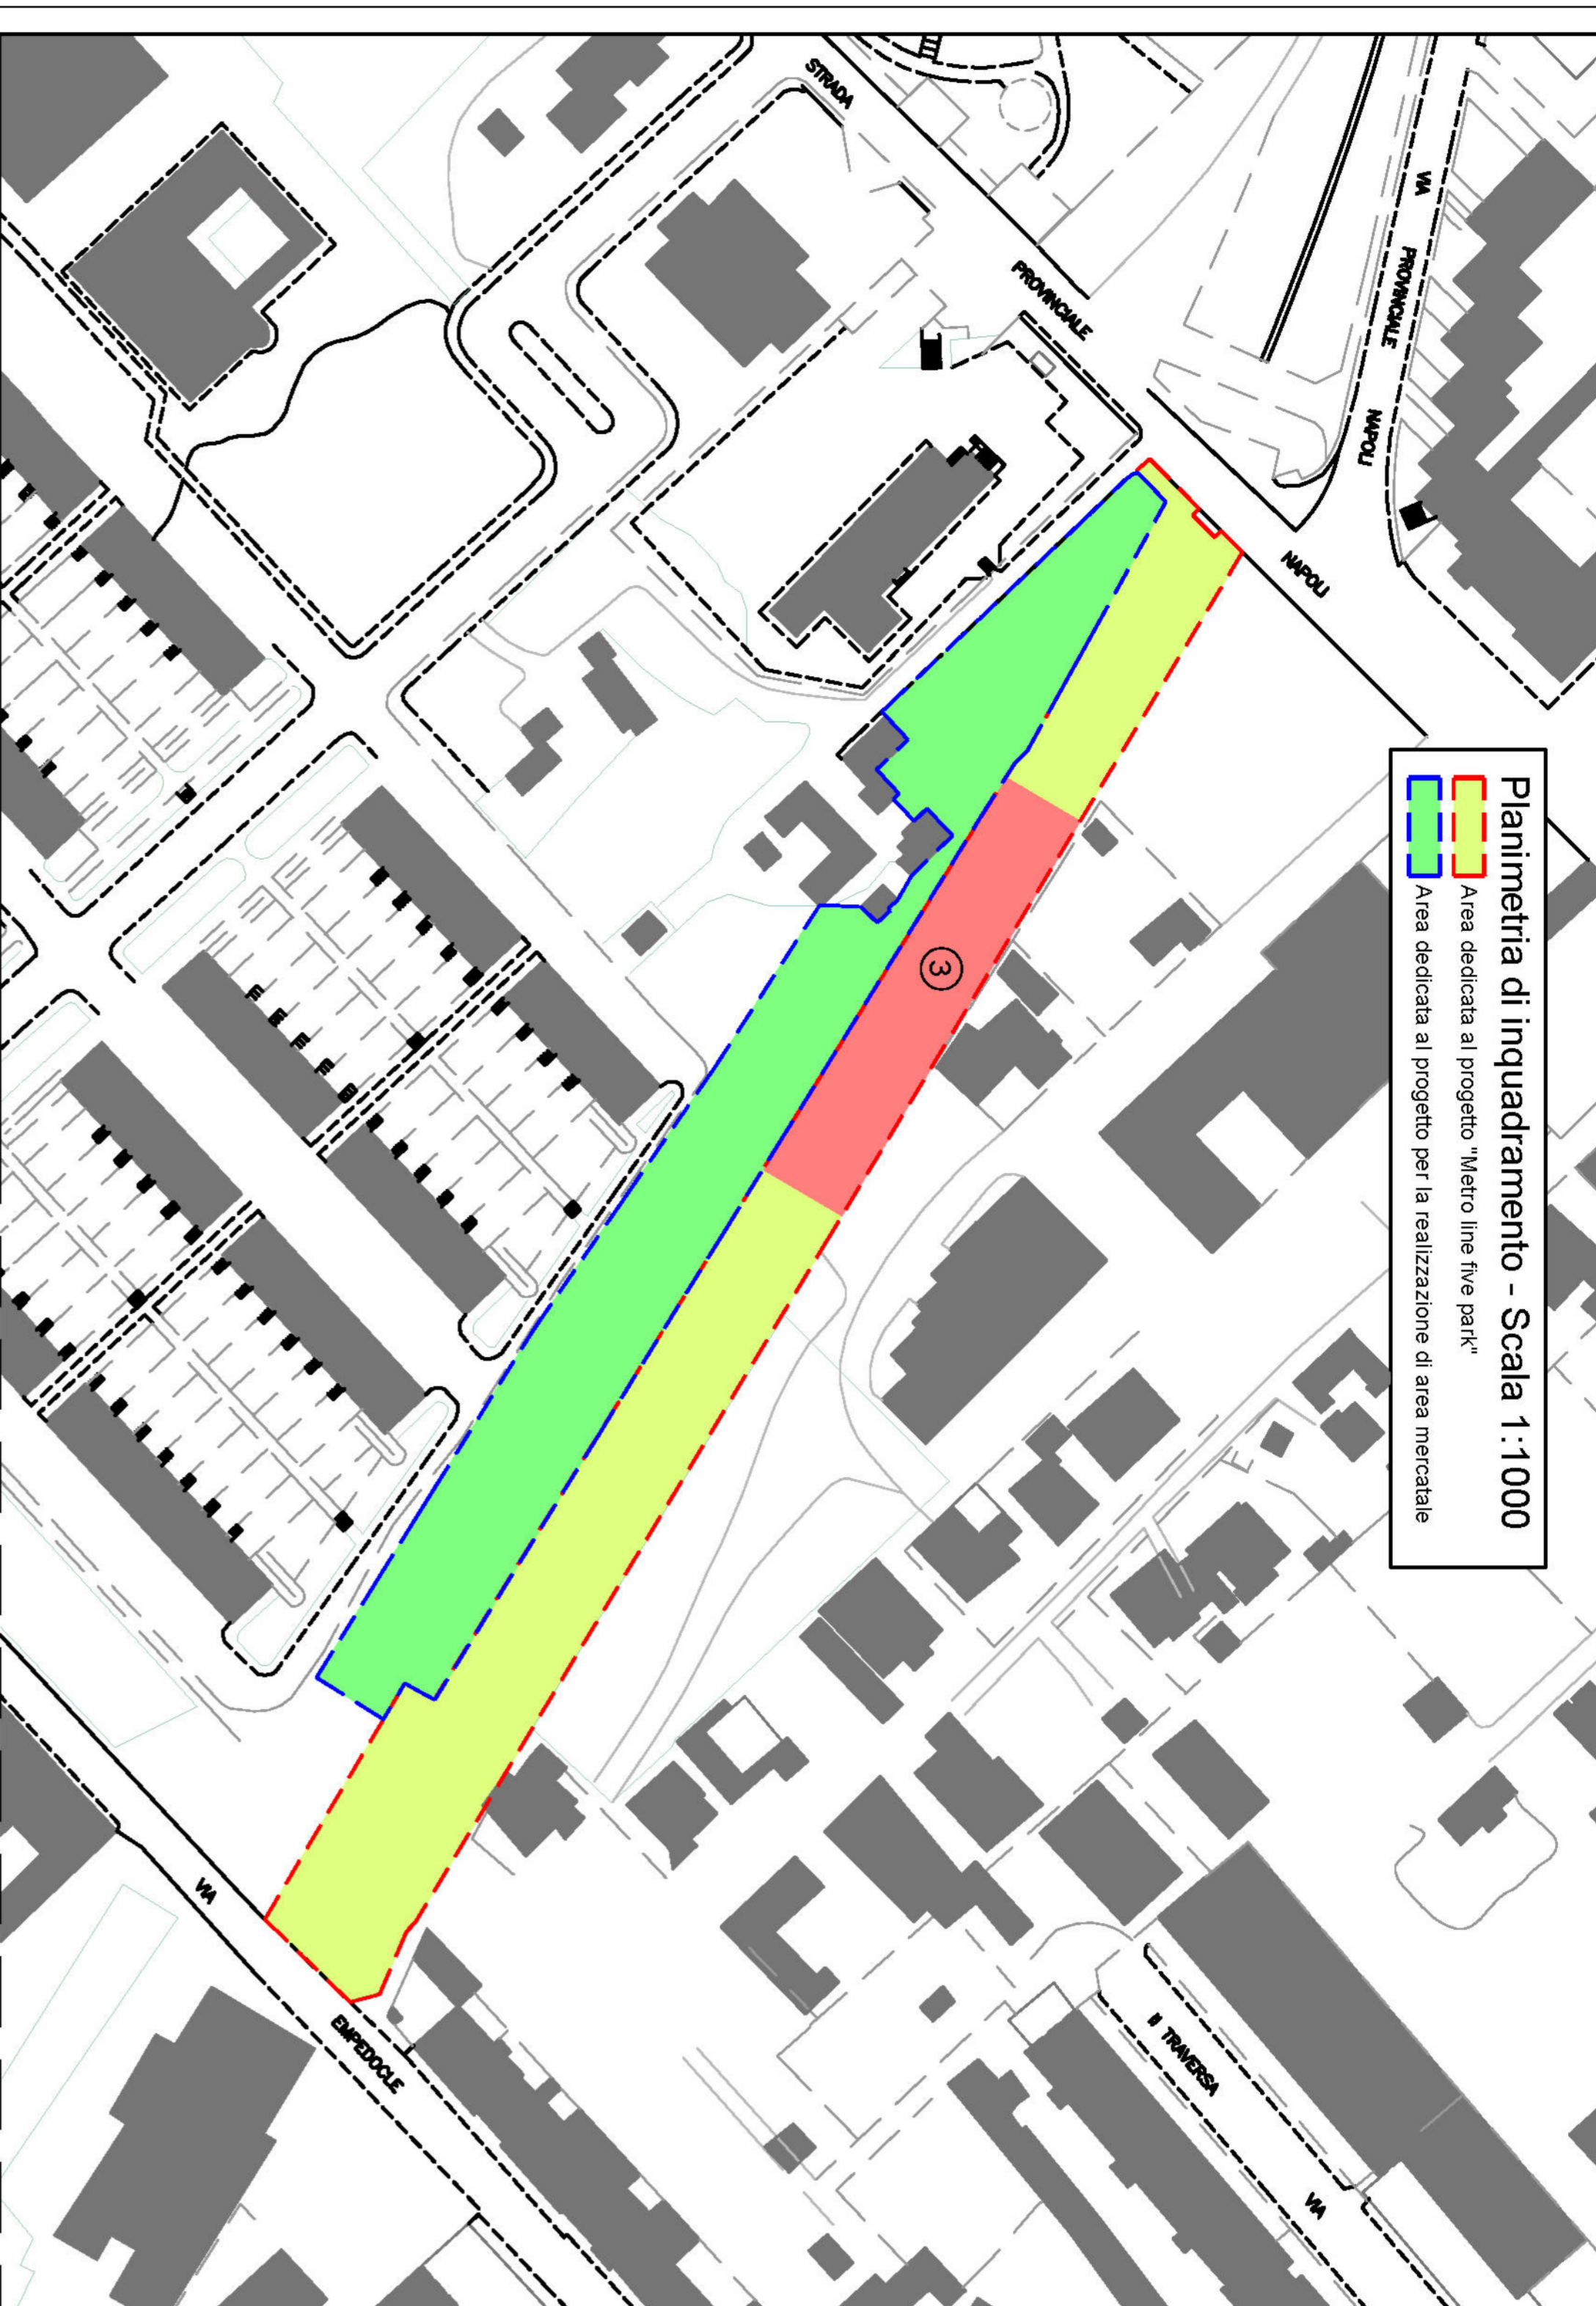 Planimetria di inquadramento - Scala 1:1000
Area dedicata al progetto "Metro line five park"
Area dedicata al progetto per la realizzazione di area mercatale
VIA PROVINCIALE NAPOLI
STRADA PROVINCIALE NAPOLI
3
VIA EMPEDOCLE
II TRAVERSA VIA